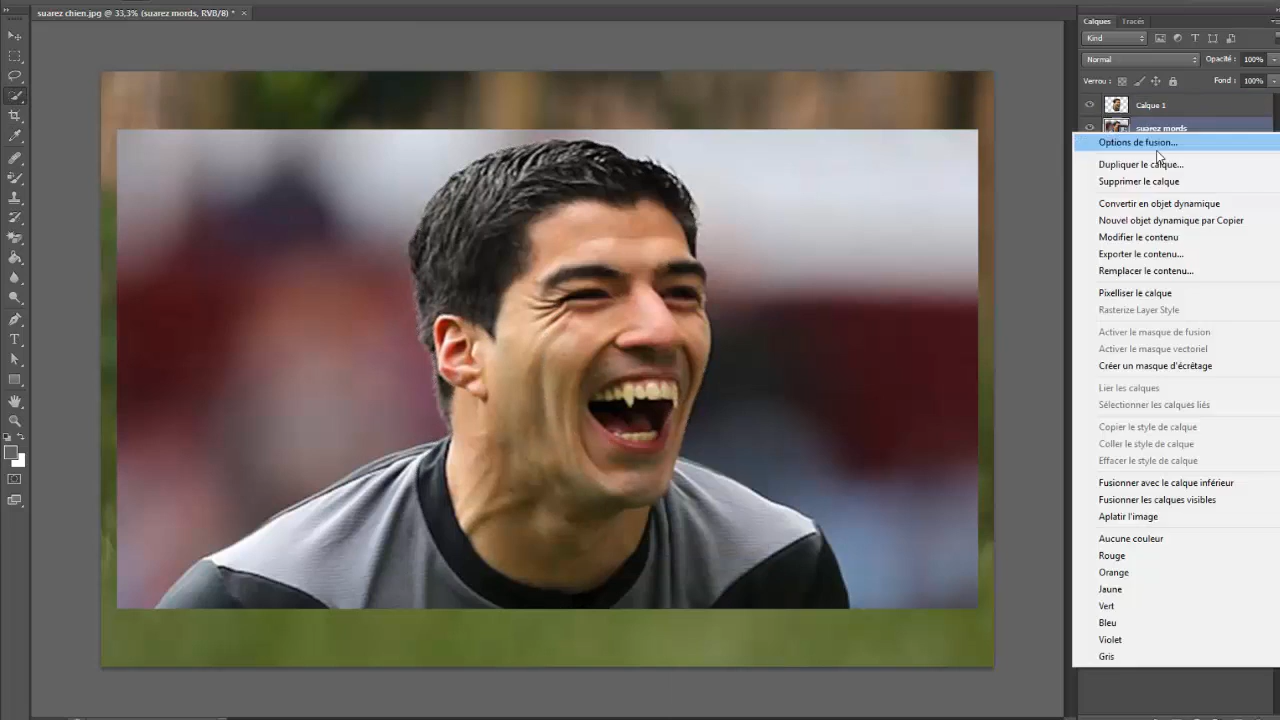 suarez chien.jpg @ 33,3% (suarez mords, RVB/8) * ×
Calques Tracés
Kind
Normal Opacité : 100%
Verrou : Fond : 100%
Calque 1
suarez mords
Options de fusion...
Dupliquer le calque...
Supprimer le calque
Convertir en objet dynamique
Nouvel objet dynamique par Copier
Modifier le contenu
Exporter le contenu...
Remplacer le contenu...
Pixelliser le calque
Rasterize Layer Style
Activer le masque de fusion
Activer le masque vectoriel
Créer un masque d'écrêtage
Lier les calques
Sélectionner les calques liés
Copier le style de calque
Coller le style de calque
Effacer le style de calque
Fusionner avec le calque inférieur
Fusionner les calques visibles
Aplatir l'image
Aucune couleur
Rouge
Orange
Jaune
Vert
Bleu
Violet
Gris